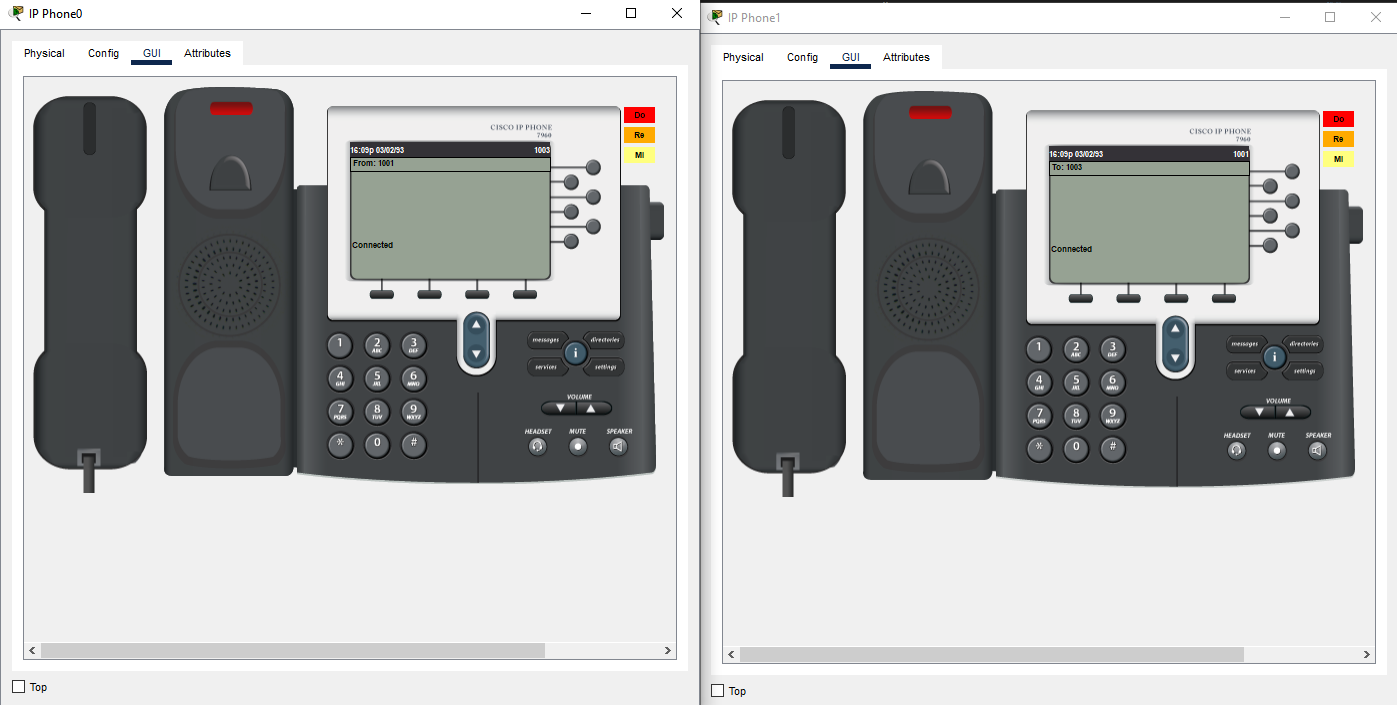 IP Phone0
Physical Config GUI Attributes
CISCO IP PHONE
7960
Do
Re
MI
16:09p 03/02/93 1003
From: 1001
Connected
1 2 ABC 3 DEF
4 GHI 5 JKL 6 MNO
7 PQRS 8 TUV 9 WXYZ
* 0 #
messages directories
i
services settings
VOLUME
HEADSET MUTE SPEAKER
Top
IP Phone1
Physical Config GUI Attributes
CISCO IP PHONE
7960
Do
Re
MI
16:09p 03/02/93 1001
To: 1003
Connected
1 2 ABC 3 DEF
4 GHI 5 JKL 6 MNO
7 PQRS 8 TUV 9 WXYZ
* 0 #
messages directories
i
services settings
VOLUME
HEADSET MUTE SPEAKER
Top